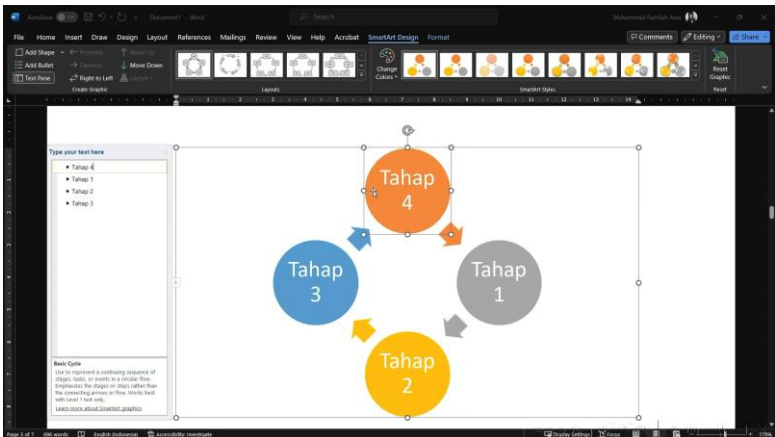 AutoSave
Document1 - Word
Search
Muhammad Fadillah Arsa
File Home Insert Draw Design Layout References Mailings Review View Help Acrobat SmartArt Design Format
Comments Editing Share
Add Shape Promote Move Up
Add Bullet Demote Move Down
Text Pane Right to Left Layout
Change Colors
Reset Graphic
Create Graphic Layouts SmartArt Styles Reset
Type your text here
Tahap 4
Tahap 1
Tahap 2
Tahap 3
Tahap
4
Tahap
3
Tahap
1
Tahap
2
Basic Cycle
Use to represent a continuing sequence of
stages, tasks, or events in a circular flow.
Emphasizes the stages or steps rather than
the connecting arrows or flow. Works best
with Level 1 text only.
Learn more about SmartArt graphics
Page 3 of 7 696 words English (Indonesia) Accessibility: Investigate Display Settings Focus